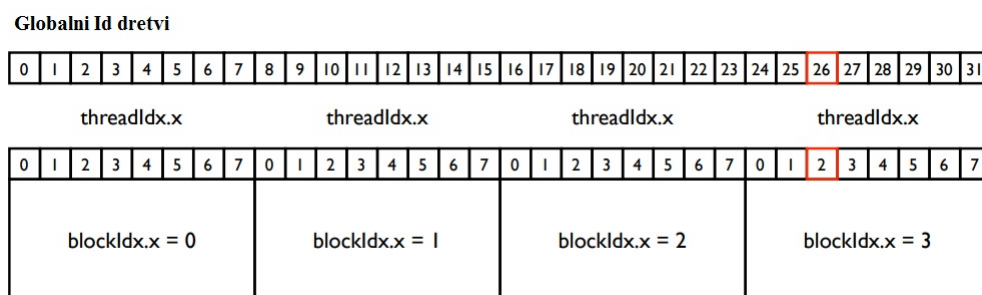 Globalni Id dretvi
0 1 2 3 4 5 6 7 8 9 10 11 12 13 14 15 16 17 18 19 20 21 22 23 24 25 26 27 28 29 30 31
threadIdx.x threadIdx.x threadIdx.x threadIdx.x
0 1 2 3 4 5 6 7 0 1 2 3 4 5 6 7 0 1 2 3 4 5 6 7 0 1 2 3 4 5 6 7
blockIdx.x = 0 blockIdx.x = 1 blockIdx.x = 2 blockIdx.x = 3